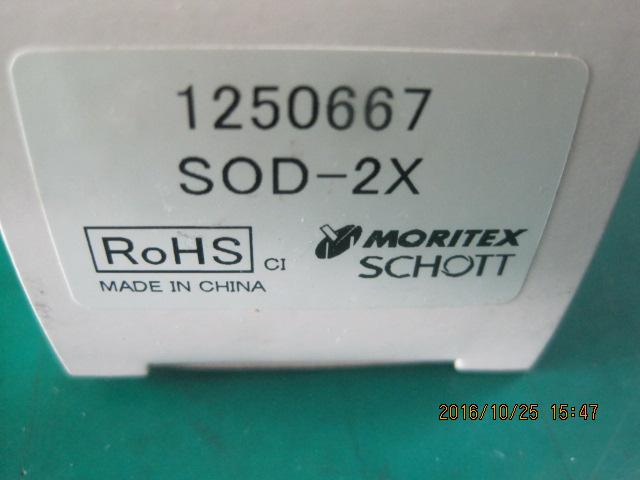 1250667
SOD-2X
RoHS CI
MADE IN CHINA
MORITEX
SCHOTT
2016/10/25 15:47